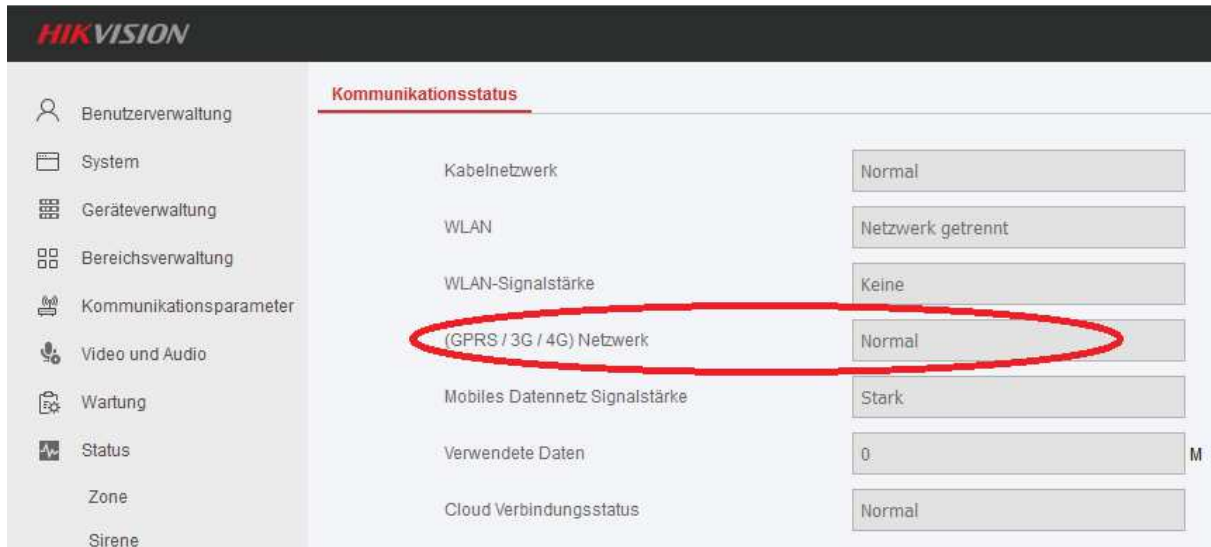 HIKVISION
Benutzerverwaltung
System
Geräteverwaltung
Bereichsverwaltung
Kommunikationsparameter
Video und Audio
Wartung
Status
Zone
Sirene
Kommunikationsstatus
Kabelnetzwerk Normal
WLAN Netzwerk getrennt
WLAN-Signalstärke Keine
(GPRS / 3G / 4G) Netzwerk Normal
Mobiles Datennetz Signalstärke Stark
Verwendete Daten 0 M
Cloud Verbindungsstatus Normal